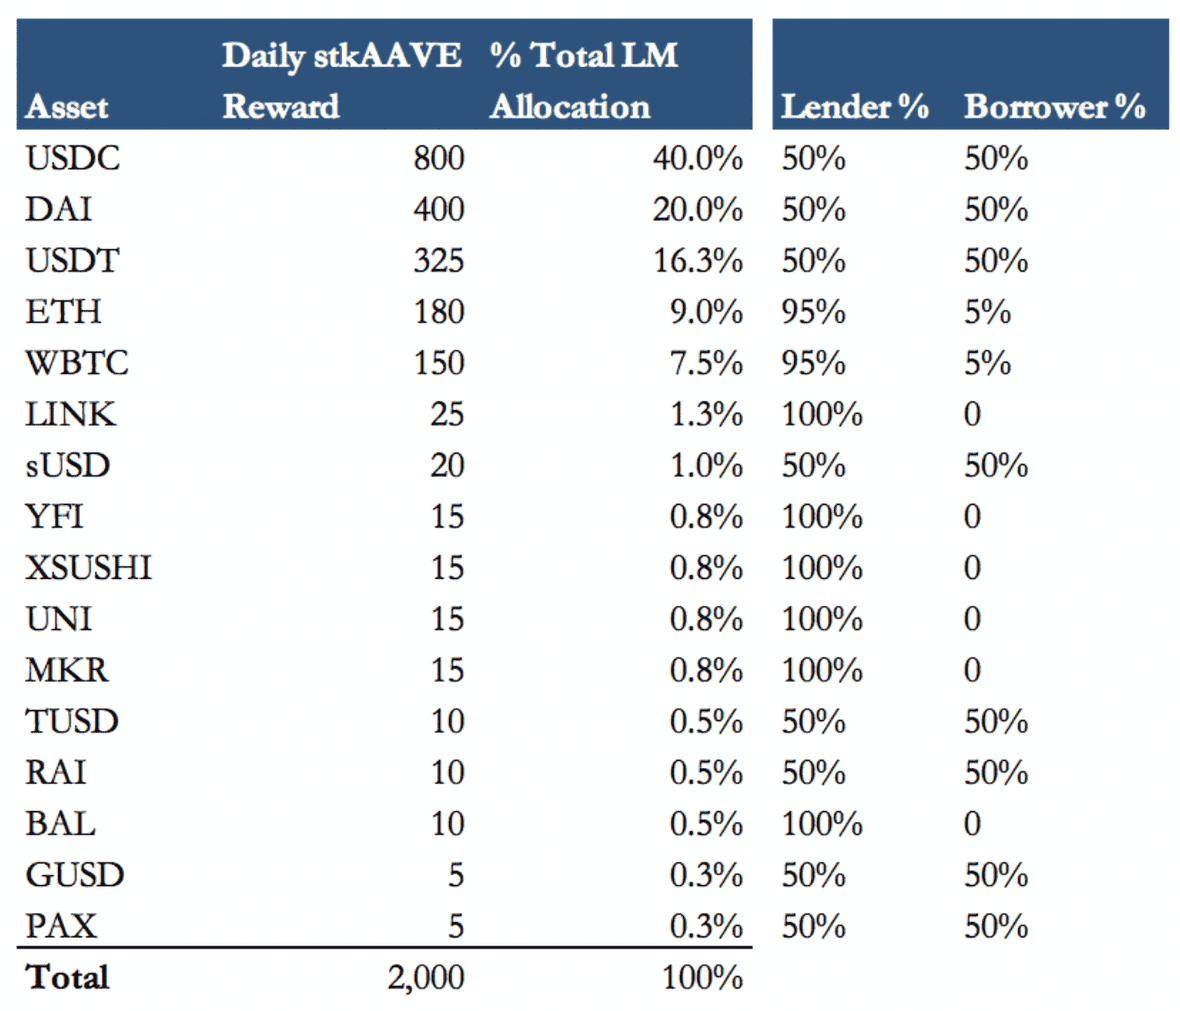 Daily stkAAVE % Total LM
Asset Reward Allocation Lender % Borrower %
USDC 800 40.0% 50% 50%
DAI 400 20.0% 50% 50%
USDT 325 16.3% 50% 50%
ETH 180 9.0% 95% 5%
WBTC 150 7.5% 95% 5%
LINK 25 1.3% 100% 0
sUSD 20 1.0% 50% 50%
YFI 15 0.8% 100% 0
XSUSHI 15 0.8% 100% 0
UNI 15 0.8% 100% 0
MKR 15 0.8% 100% 0
TUSD 10 0.5% 50% 50%
RAI 10 0.5% 50% 50%
BAL 10 0.5% 100% 0
GUSD 5 0.3% 50% 50%
PAX 5 0.3% 50% 50%
Total 2,000 100%